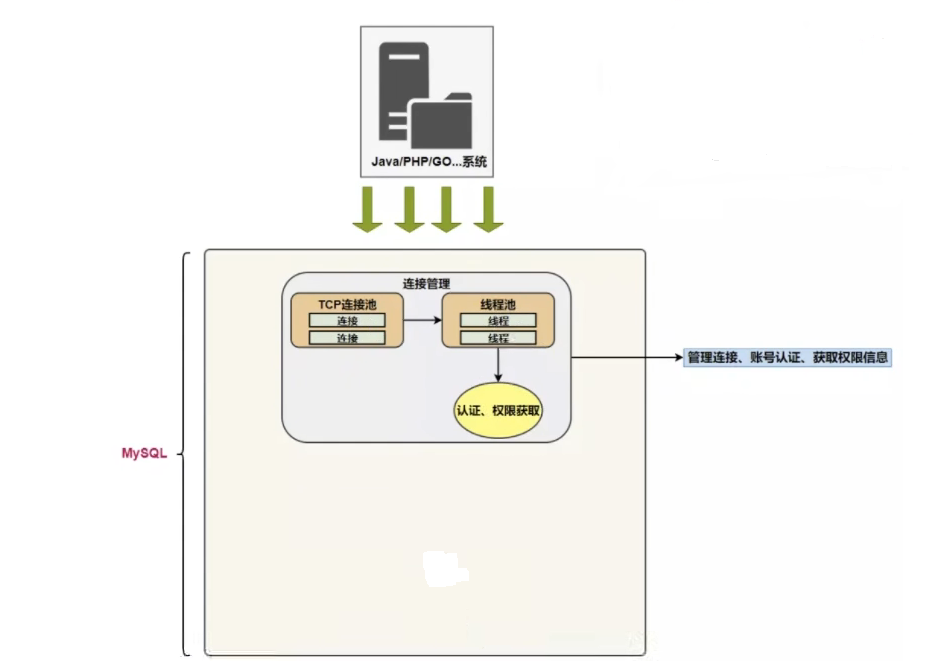 Java/PHP/GO...系统
连接管理
TCP连接池
连接
连接
线程池
线程
线程
认证、权限获取
管理连接、账号认证、获取权限信息
MySQL